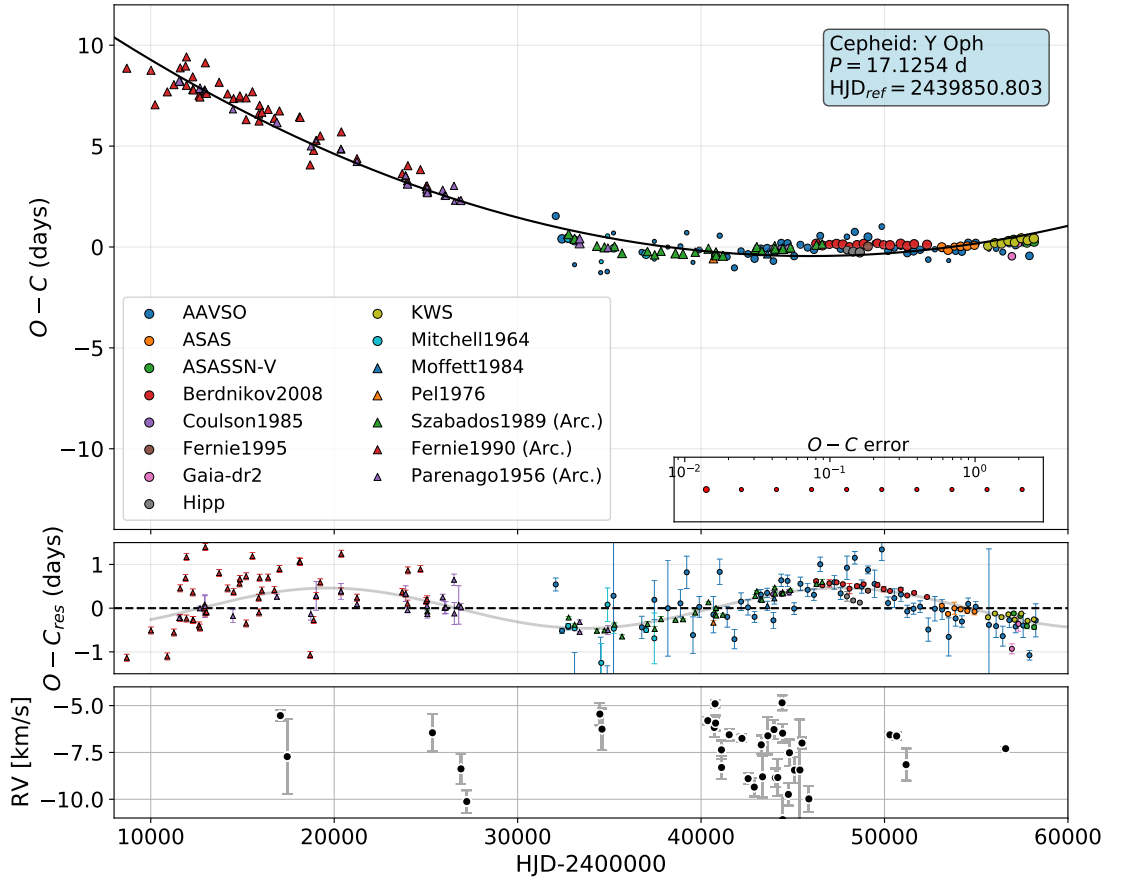 Cepheid: Y Oph
P = 17.1254 d
HJD_ref = 2439850.803
10
5
0
−5
−10
O − C (days)
AAVSO
ASAS
ASASSN-V
Berdnikov2008
Coulson1985
Fernie1995
Gaia-dr2
Hipp
KWS
Mitchell1964
Moffett1984
Pel1976
Szabados1989 (Arc.)
Fernie1990 (Arc.)
Parenago1956 (Arc.)
O − C error
10⁻² 10⁻¹ 10⁰
1
0
−1
O − C_res (days)
−5.0
−7.5
−10.0
RV [km/s]
10000 20000 30000 40000 50000 60000
HJD-2400000